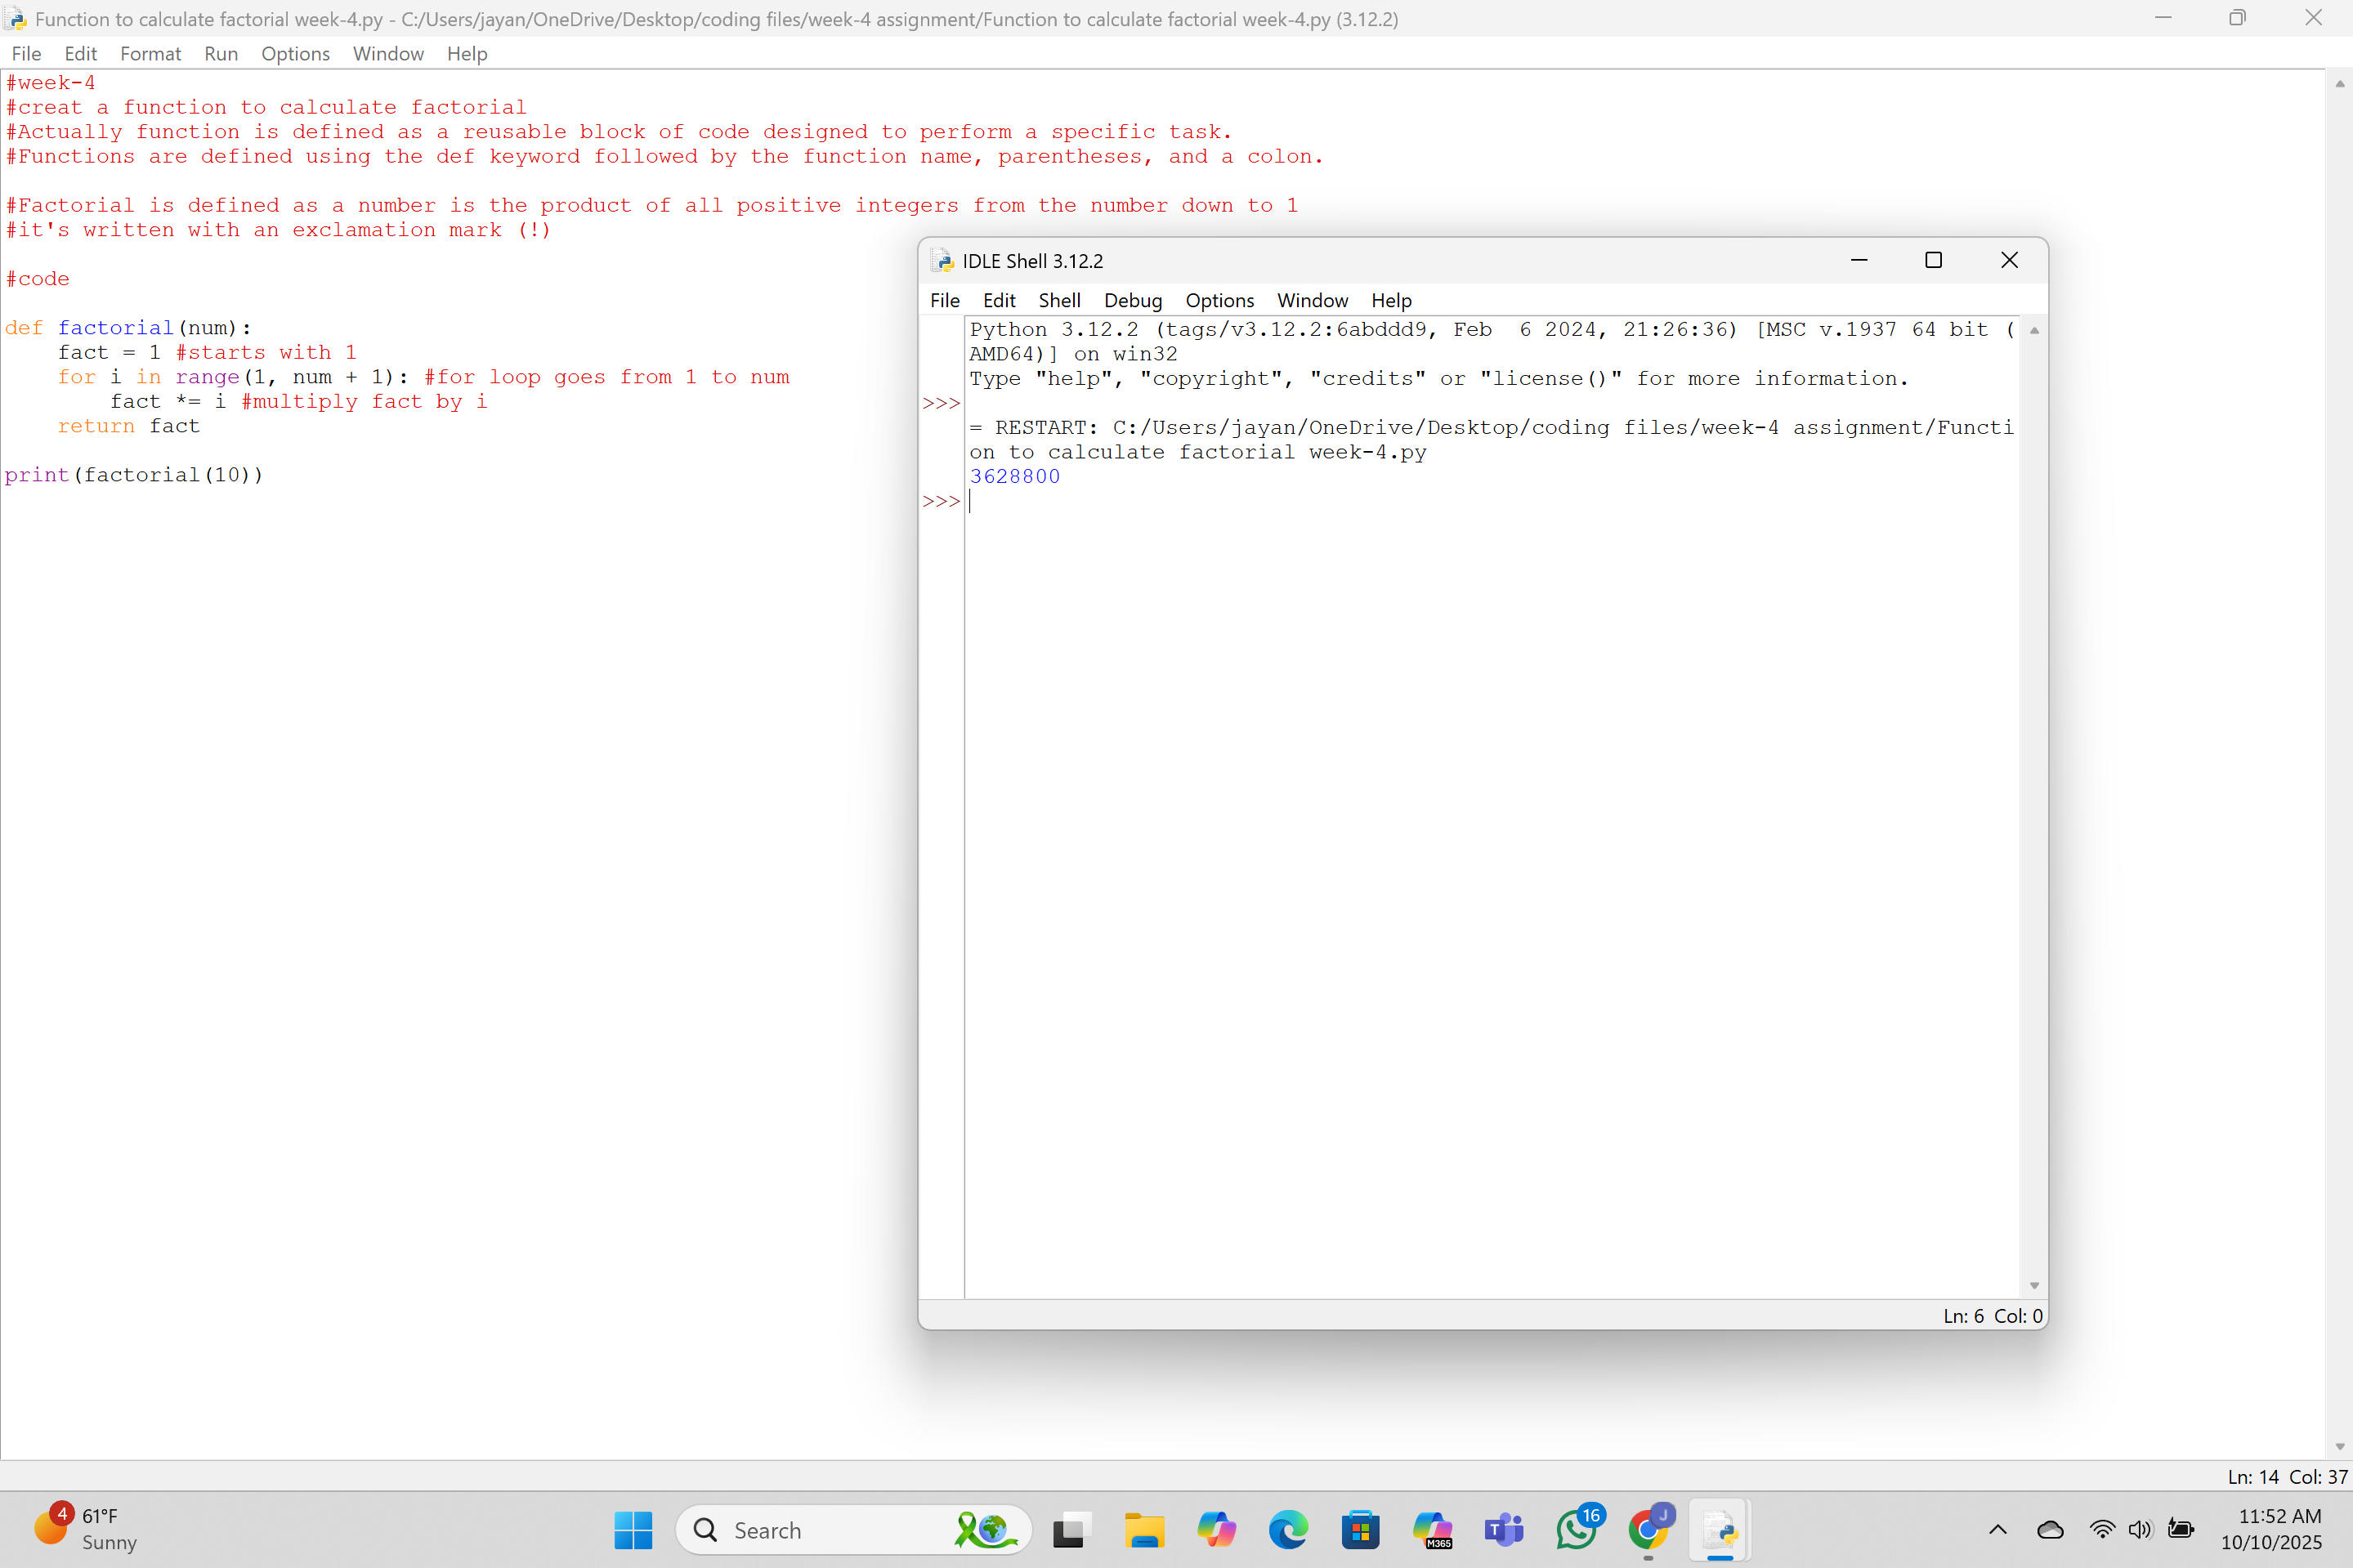 Function to calculate factorial week-4.py - C:/Users/jayan/OneDrive/Desktop/coding files/week-4 assignment/Function to calculate factorial week-4.py (3.12.2)
File Edit Format Run Options Window Help
#week-4
#creat a function to calculate factorial
#Actually function is defined as a reusable block of code designed to perform a specific task.
#Functions are defined using the def keyword followed by the function name, parentheses, and a colon.
#Factorial is defined as a number is the product of all positive integers from the number down to 1
#it's written with an exclamation mark (!)
#code
def factorial(num):
    fact = 1 #starts with 1
    for i in range(1, num + 1): #for loop goes from 1 to num
        fact *= i #multiply fact by i
    return fact
print(factorial(10))
IDLE Shell 3.12.2
File Edit Shell Debug Options Window Help
Python 3.12.2 (tags/v3.12.2:6abddd9, Feb  6 2024, 21:26:36) [MSC v.1937 64 bit (
AMD64)] on win32
Type "help", "copyright", "credits" or "license()" for more information.
>>>
= RESTART: C:/Users/jayan/OneDrive/Desktop/coding files/week-4 assignment/Functi
on to calculate factorial week-4.py
3628800
>>>
Ln: 6 Col: 0
Ln: 14 Col: 37
4
61°F
Sunny
Search
M365
T
16
J
11:52 AM
10/10/2025